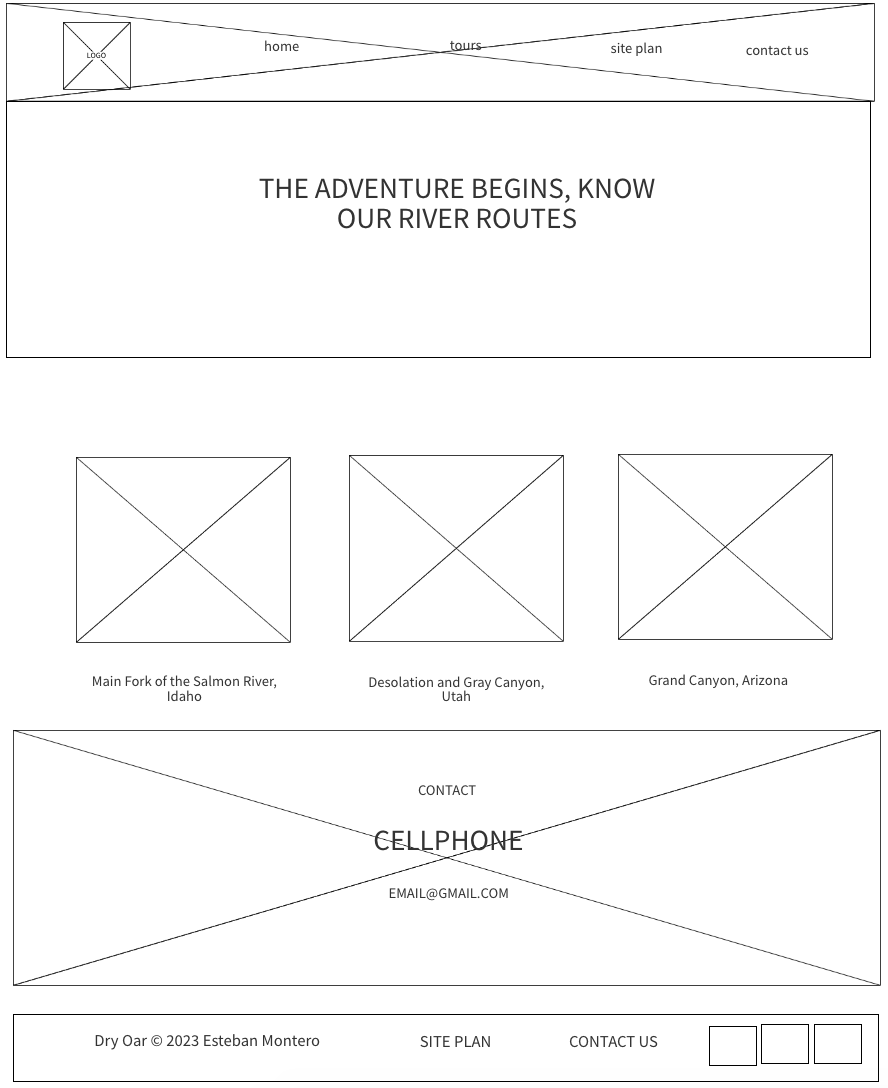 LOGO
home
tours
site plan
contact us
THE ADVENTURE BEGINS, KNOW
OUR RIVER ROUTES
Main Fork of the Salmon River,
Idaho
Desolation and Gray Canyon,
Utah
Grand Canyon, Arizona
CONTACT
CELLPHONE
EMAIL@GMAIL.COM
Dry Oar © 2023 Esteban Montero
SITE PLAN
CONTACT US